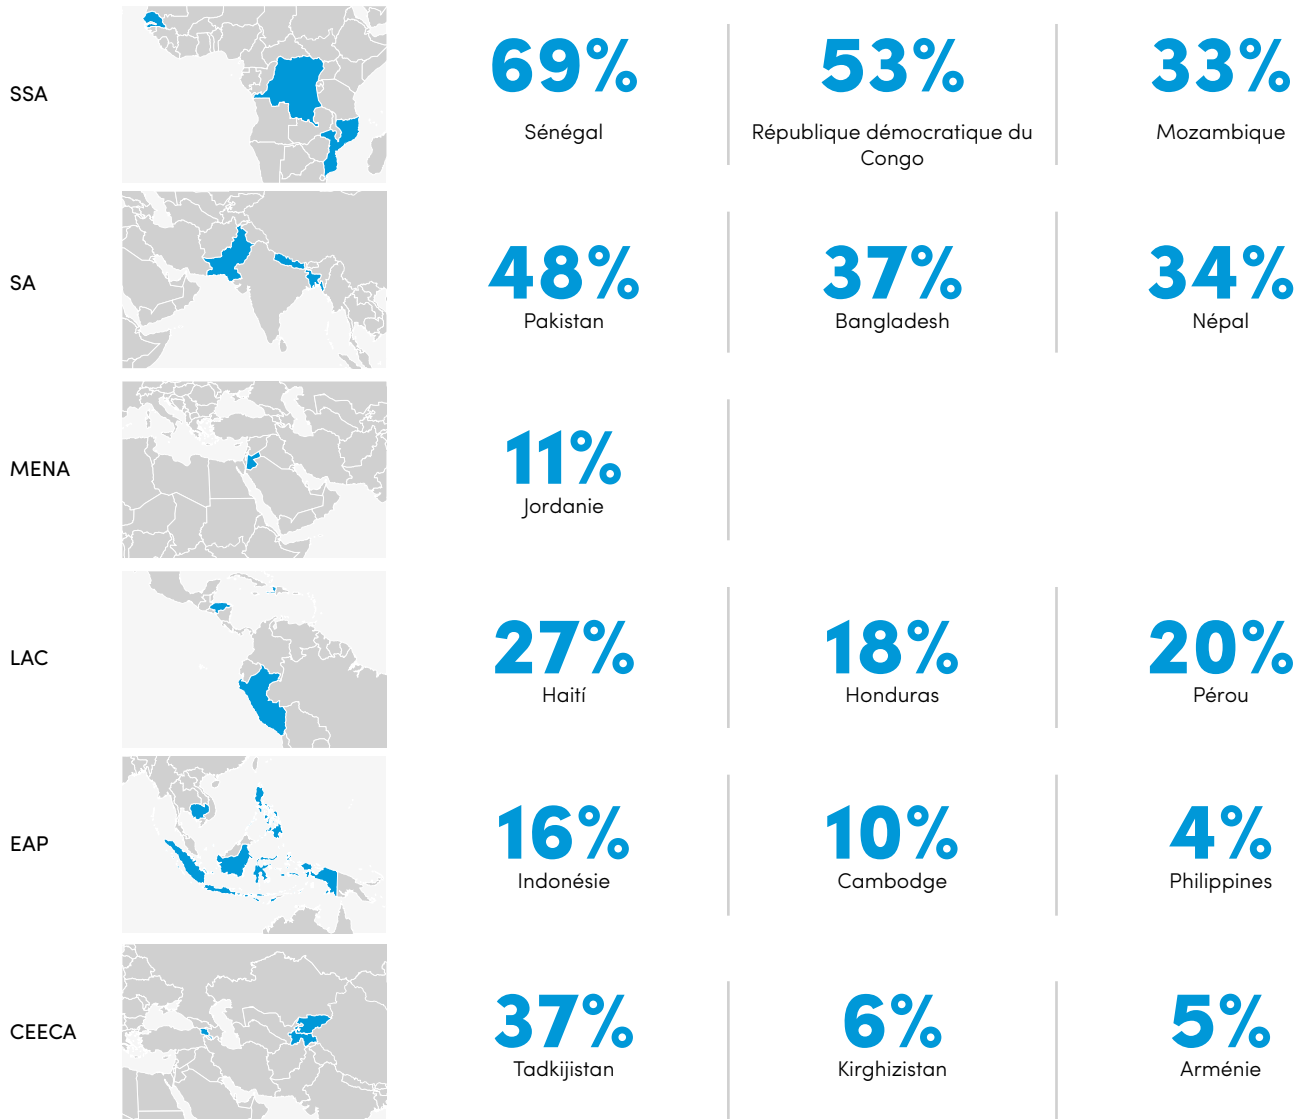 SSA
69%
Sénégal
53%
République démocratique du
Congo
33%
Mozambique
SA
48%
Pakistan
37%
Bangladesh
34%
Népal
MENA
11%
Jordanie
LAC
27%
Haití
18%
Honduras
20%
Pérou
EAP
16%
Indonésie
10%
Cambodge
4%
Philippines
CEECA
37%
Tadkijistan
6%
Kirghizistan
5%
Arménie